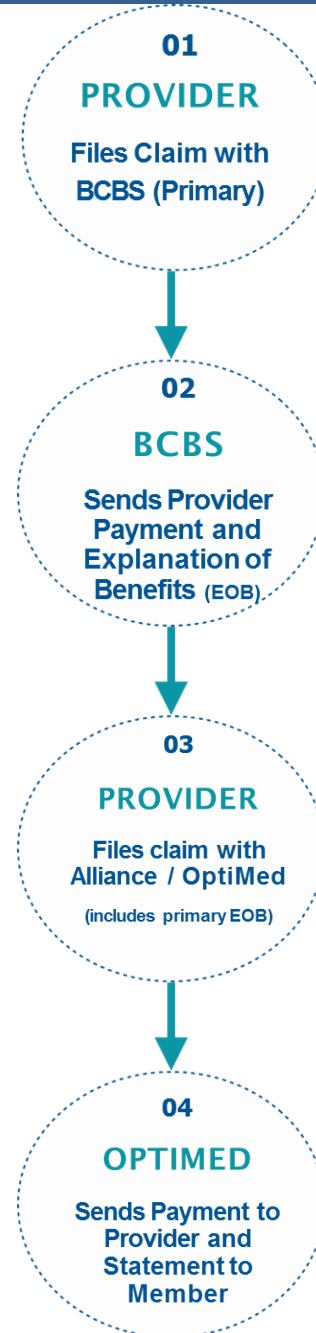 01
PROVIDER
Files Claim with
BCBS (Primary)
02
BCBS
Sends Provider
Payment and
Explanation of
Benefits (EOB)
03
PROVIDER
Files claim with
Alliance / OptiMed
(includes primary EOB)
04
OPTIMED
Sends Payment to
Provider and
Statement to
Member